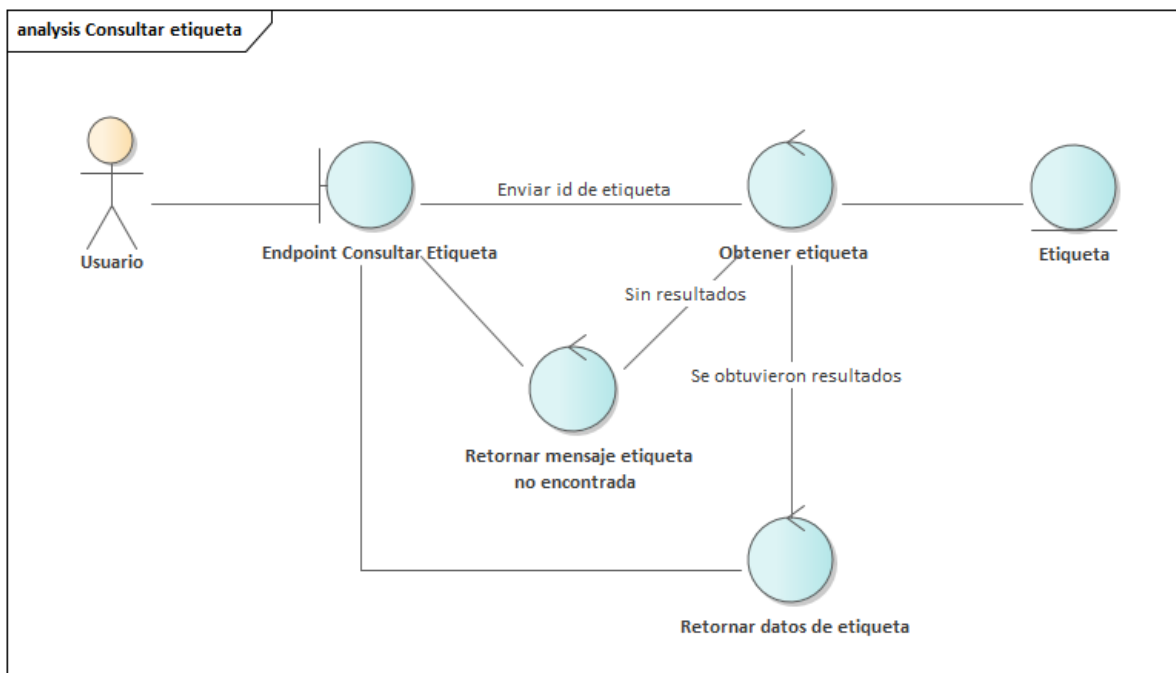 analysis Consultar etiqueta
Enviar id de etiqueta
Usuario
Endpoint Consultar Etiqueta
Obtener etiqueta
Etiqueta
Sin resultados
Se obtuvieron resultados
Retornar mensaje etiqueta
no encontrada
Retornar datos de etiqueta